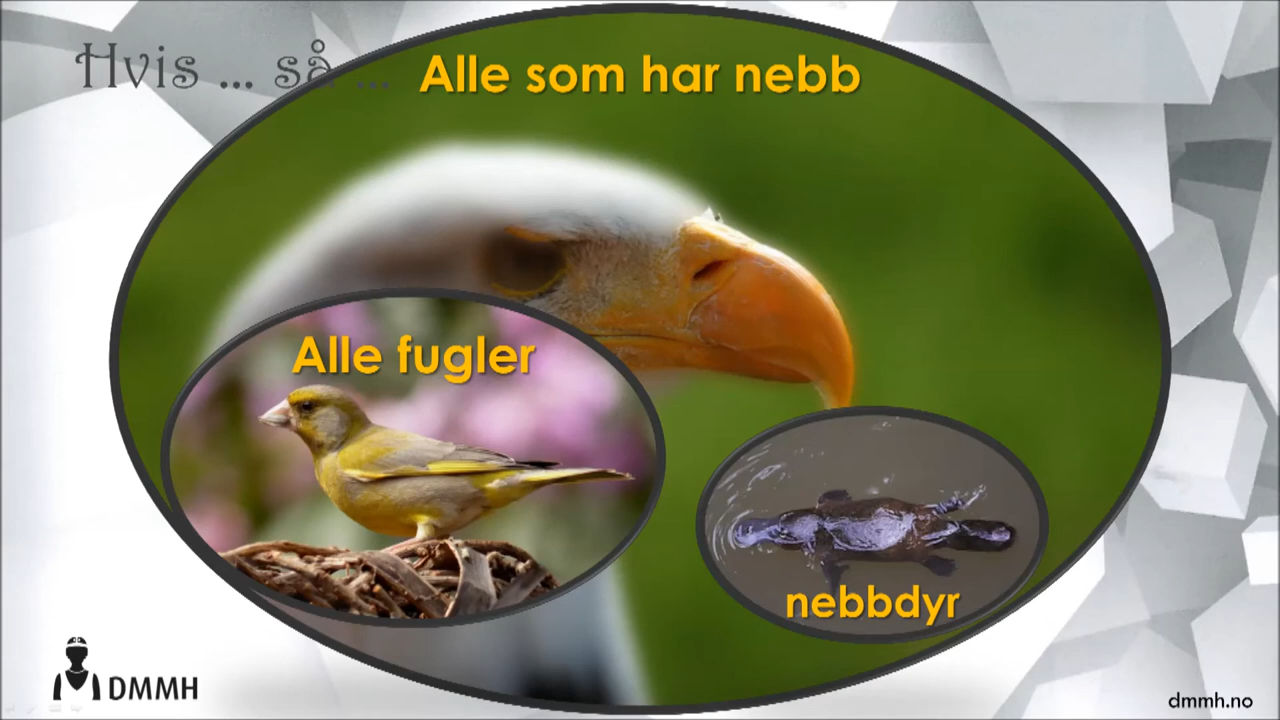 Hvis ... så ...
Alle som har nebb
Alle fugler
nebbdyr
DMMH
dmmh.no